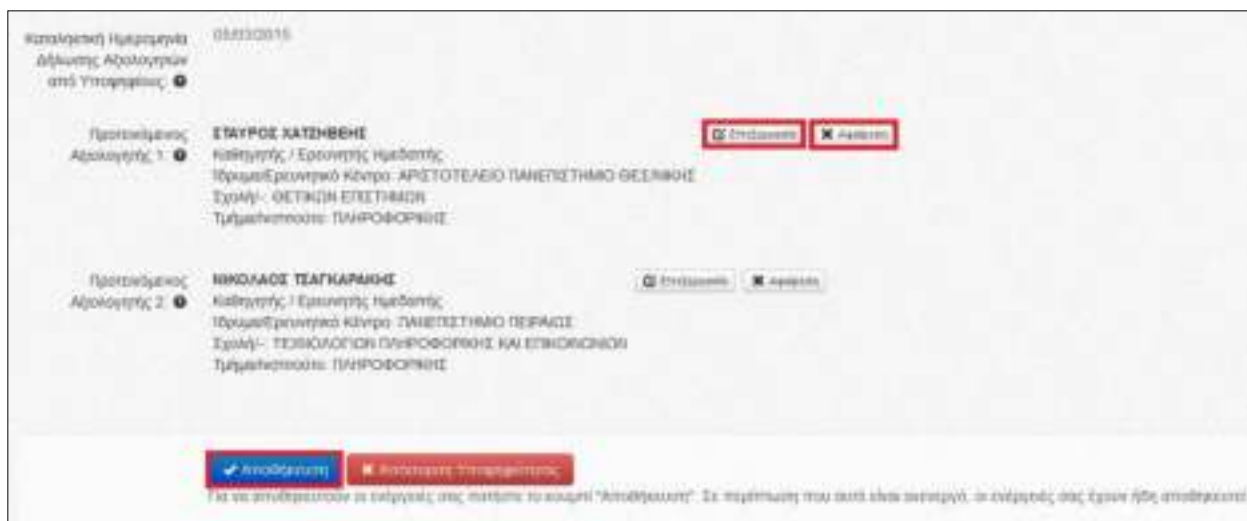 Καταληκτική Ημερομηνία 05/03/2015
Δήλωσης Αξιολογητών
από Υποψηφίους
Προτεινόμενος ΣΤΑΥΡΟΣ ΧΑΤΖΗΘΕΗΣ Επεξεργασία Αφαίρεση
Αξιολογητής 1 Καθηγητής / Ερευνητής Ημεδαπής
Ίδρυμα/Ερευνητικό Κέντρο: ΑΡΙΣΤΟΤΕΛΕΙΟ ΠΑΝΕΠΙΣΤΗΜΙΟ ΘΕΣ/ΝΙΚΗΣ
Σχολή/-: ΘΕΤΙΚΩΝ ΕΠΙΣΤΗΜΩΝ
Τμήμα/Ινστιτούτο: ΠΛΗΡΟΦΟΡΙΚΗΣ
Προτεινόμενος ΝΙΚΟΛΑΟΣ ΤΣΑΓΚΑΡΑΚΗΣ Επεξεργασία Αφαίρεση
Αξιολογητής 2 Καθηγητής / Ερευνητής Ημεδαπής
Ίδρυμα/Ερευνητικό Κέντρο: ΠΑΝΕΠΙΣΤΗΜΙΟ ΠΕΙΡΑΙΩΣ
Σχολή/-: ΤΕΧΝΟΛΟΓΙΩΝ ΠΛΗΡΟΦΟΡΙΚΗΣ ΚΑΙ ΕΠΙΚΟΙΝΩΝΙΩΝ
Τμήμα/Ινστιτούτο: ΠΛΗΡΟΦΟΡΙΚΗΣ
Αποθήκευση Υποψηφιότητας
Για να αποθηκευτούν οι ενέργειές σας πατήστε το κουμπί "Αποθήκευση". Σε περίπτωση που αυτό είναι ανενεργό, οι ενέργειές σας έχουν ήδη αποθηκευτεί